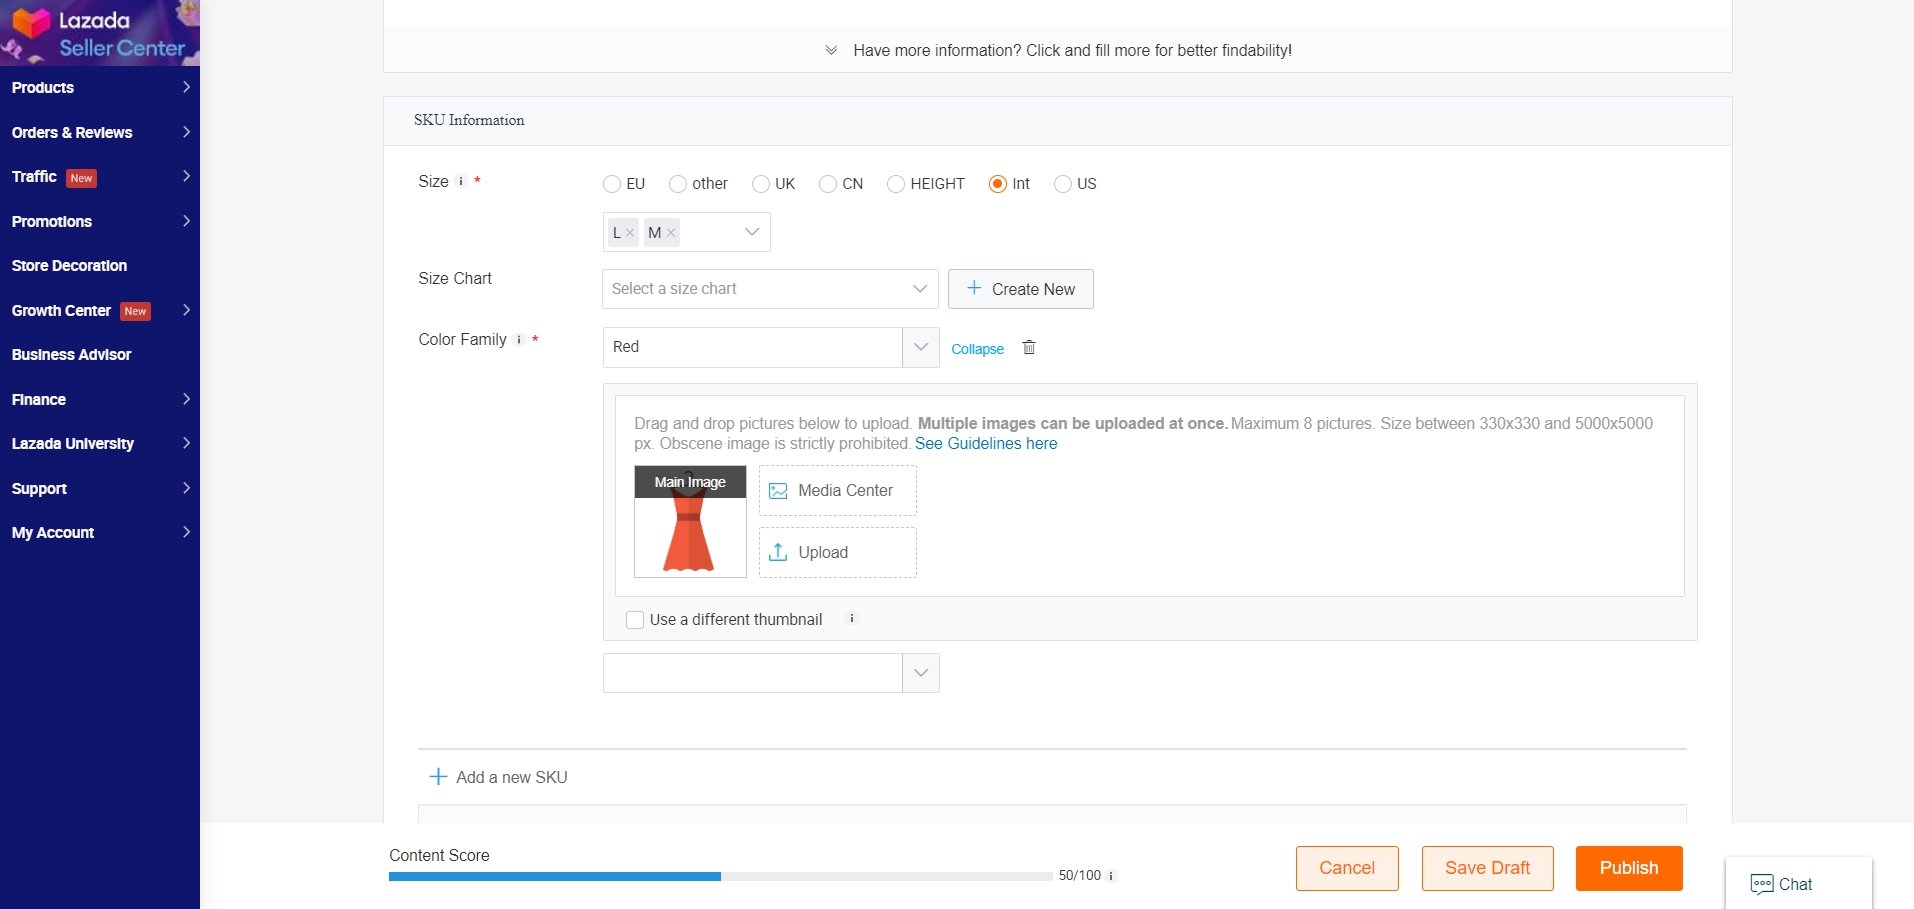 Lazada
Seller Center
Products
Orders & Reviews
Traffic New
Promotions
Store Decoration
Growth Center New
Business Advisor
Finance
Lazada University
Support
My Account
Have more information? Click and fill more for better findability!
SKU Information
Size i *
EU other UK CN HEIGHT Int US
L × M ×
Size Chart
Select a size chart
+ Create New
Color Family i *
Red
Collapse
Drag and drop pictures below to upload. Multiple images can be uploaded at once. Maximum 8 pictures. Size between 330x330 and 5000x5000
px. Obscene image is strictly prohibited. See Guidelines here
Main Image
Media Center
Upload
Use a different thumbnail i
+ Add a new SKU
Content Score
50/100 i
Cancel
Save Draft
Publish
Chat